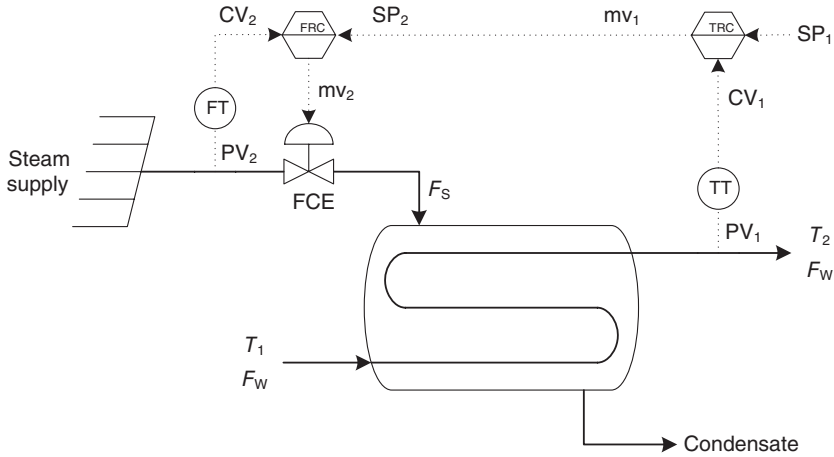 CV2
FRC
SP2
mv1
TRC
SP1
FT
mv2
CV1
Steam
supply
PV2
FCE
FS
TT
PV1
T2
FW
T1
FW
Condensate